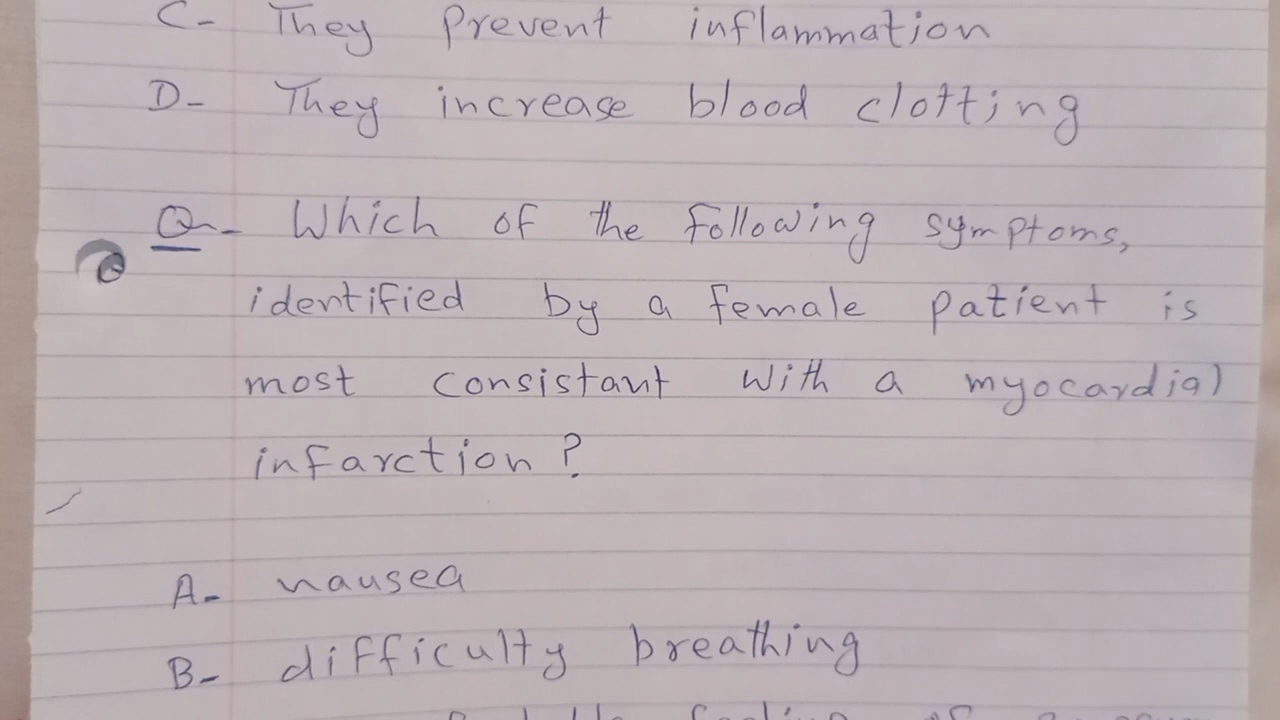 C- They prevent inflammation
D- They increase blood clotting
Q- Which of the following symptoms,
identified by a female patient is
most consistant with a myocardial
infarction?
A- nausea
B- difficulty breathing